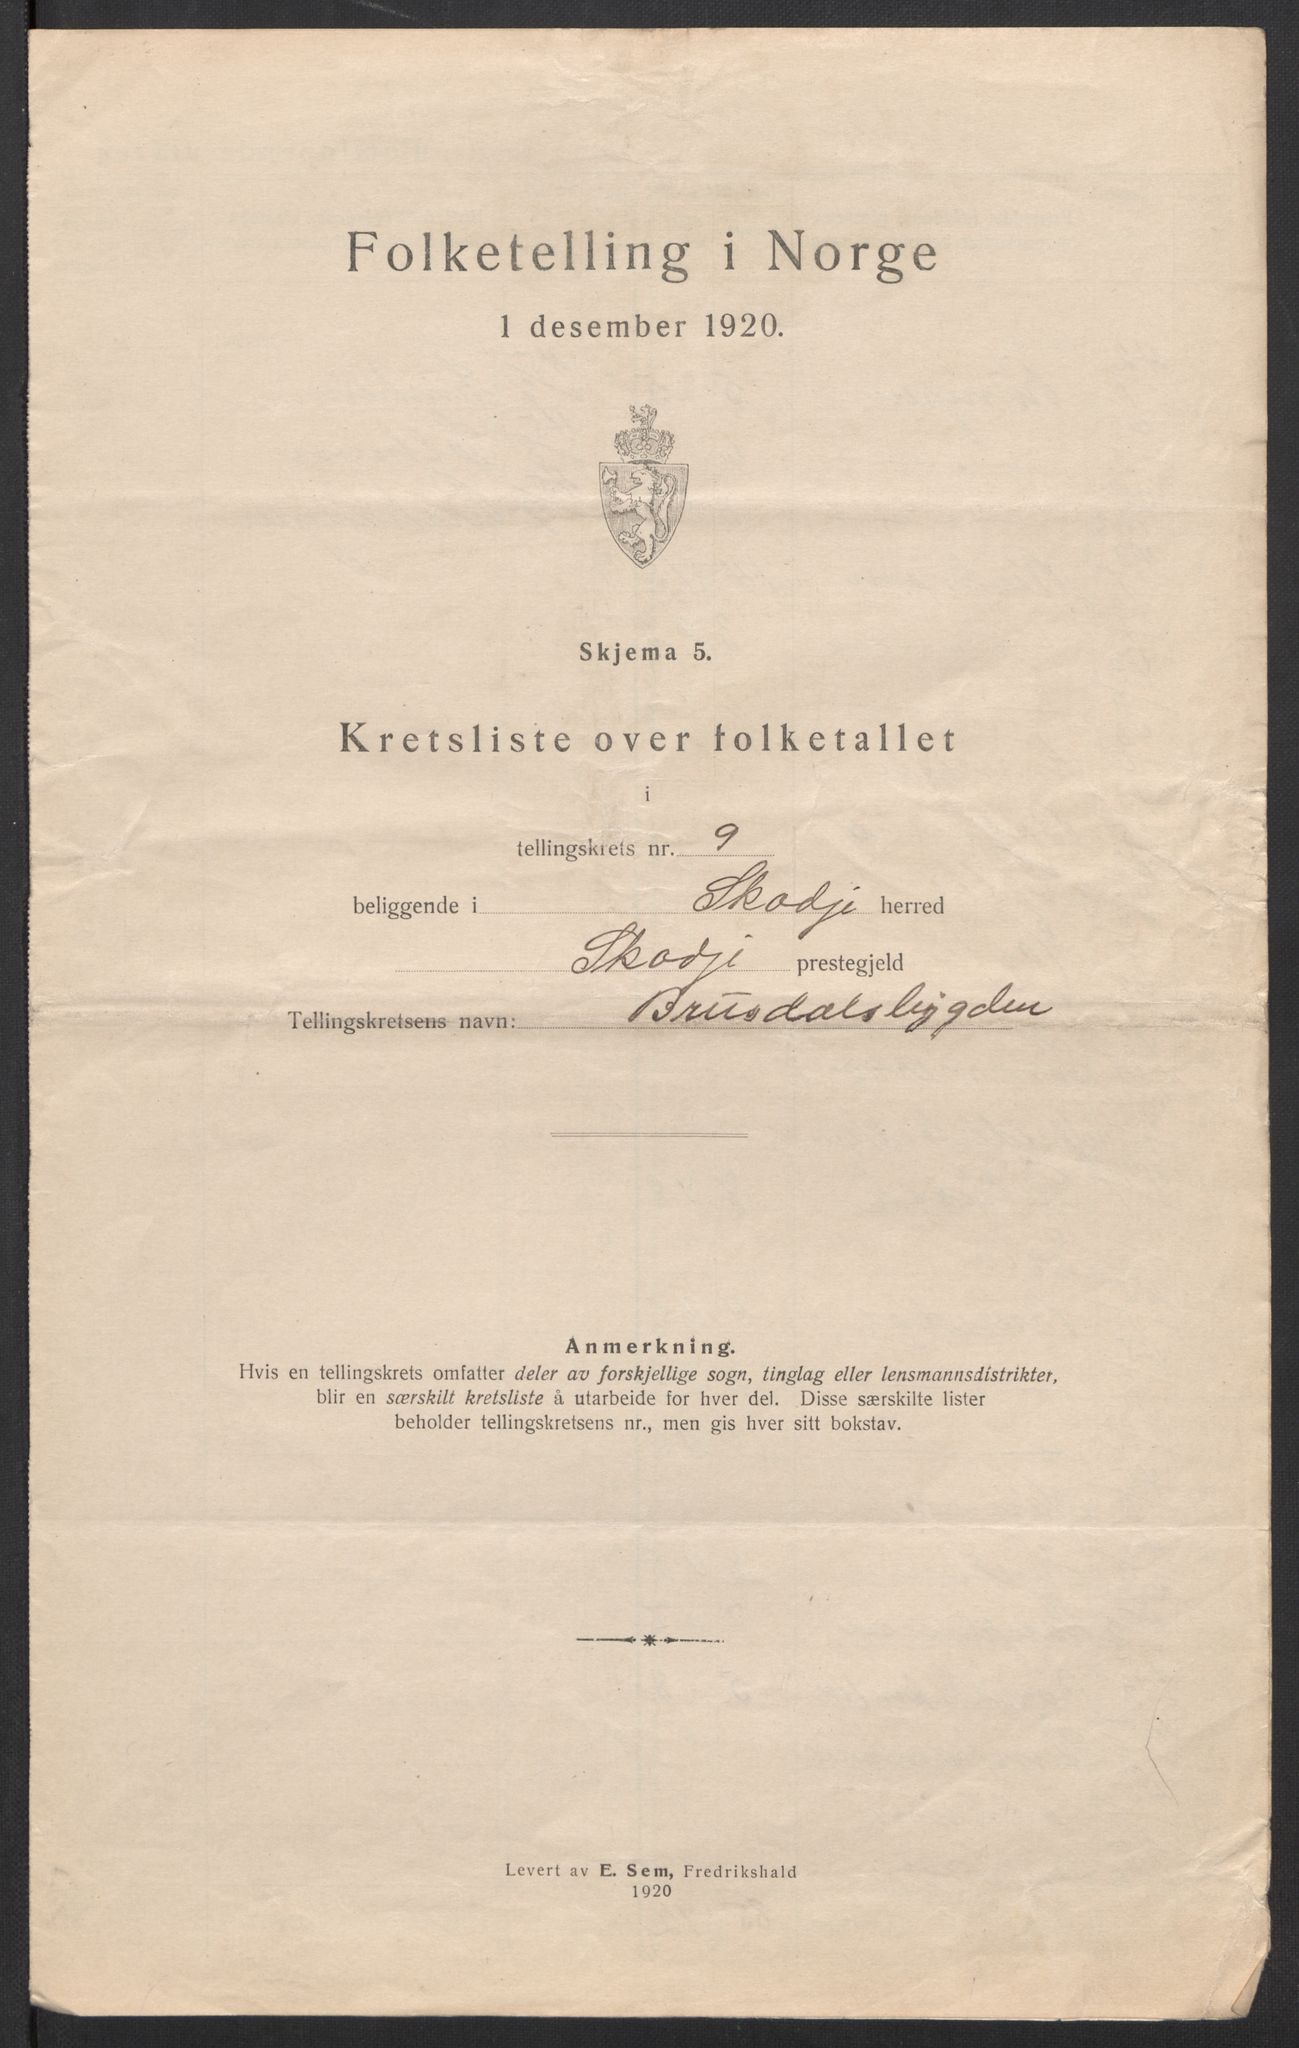 Folketelling i Norge
1 desember 1920.
Skjema 5.
Kretsliste over folketallet
i
tellingskrets nr. 9
beliggende i Skodje herred
Skodje prestegjeld
Tellingskretsens navn: Brusdalsbygden
Anmerkning.
Hvis en tellingskrets omfatter deler av forskjellige sogn, tinglag eller lensmannsdistrikter,
blir en særskilt kretsliste å utarbeide for hver del. Disse særskilte lister
beholder tellingskretsens nr., men gis hver sitt bokstav.
Levert av E. Sem, Fredrikshald
1920